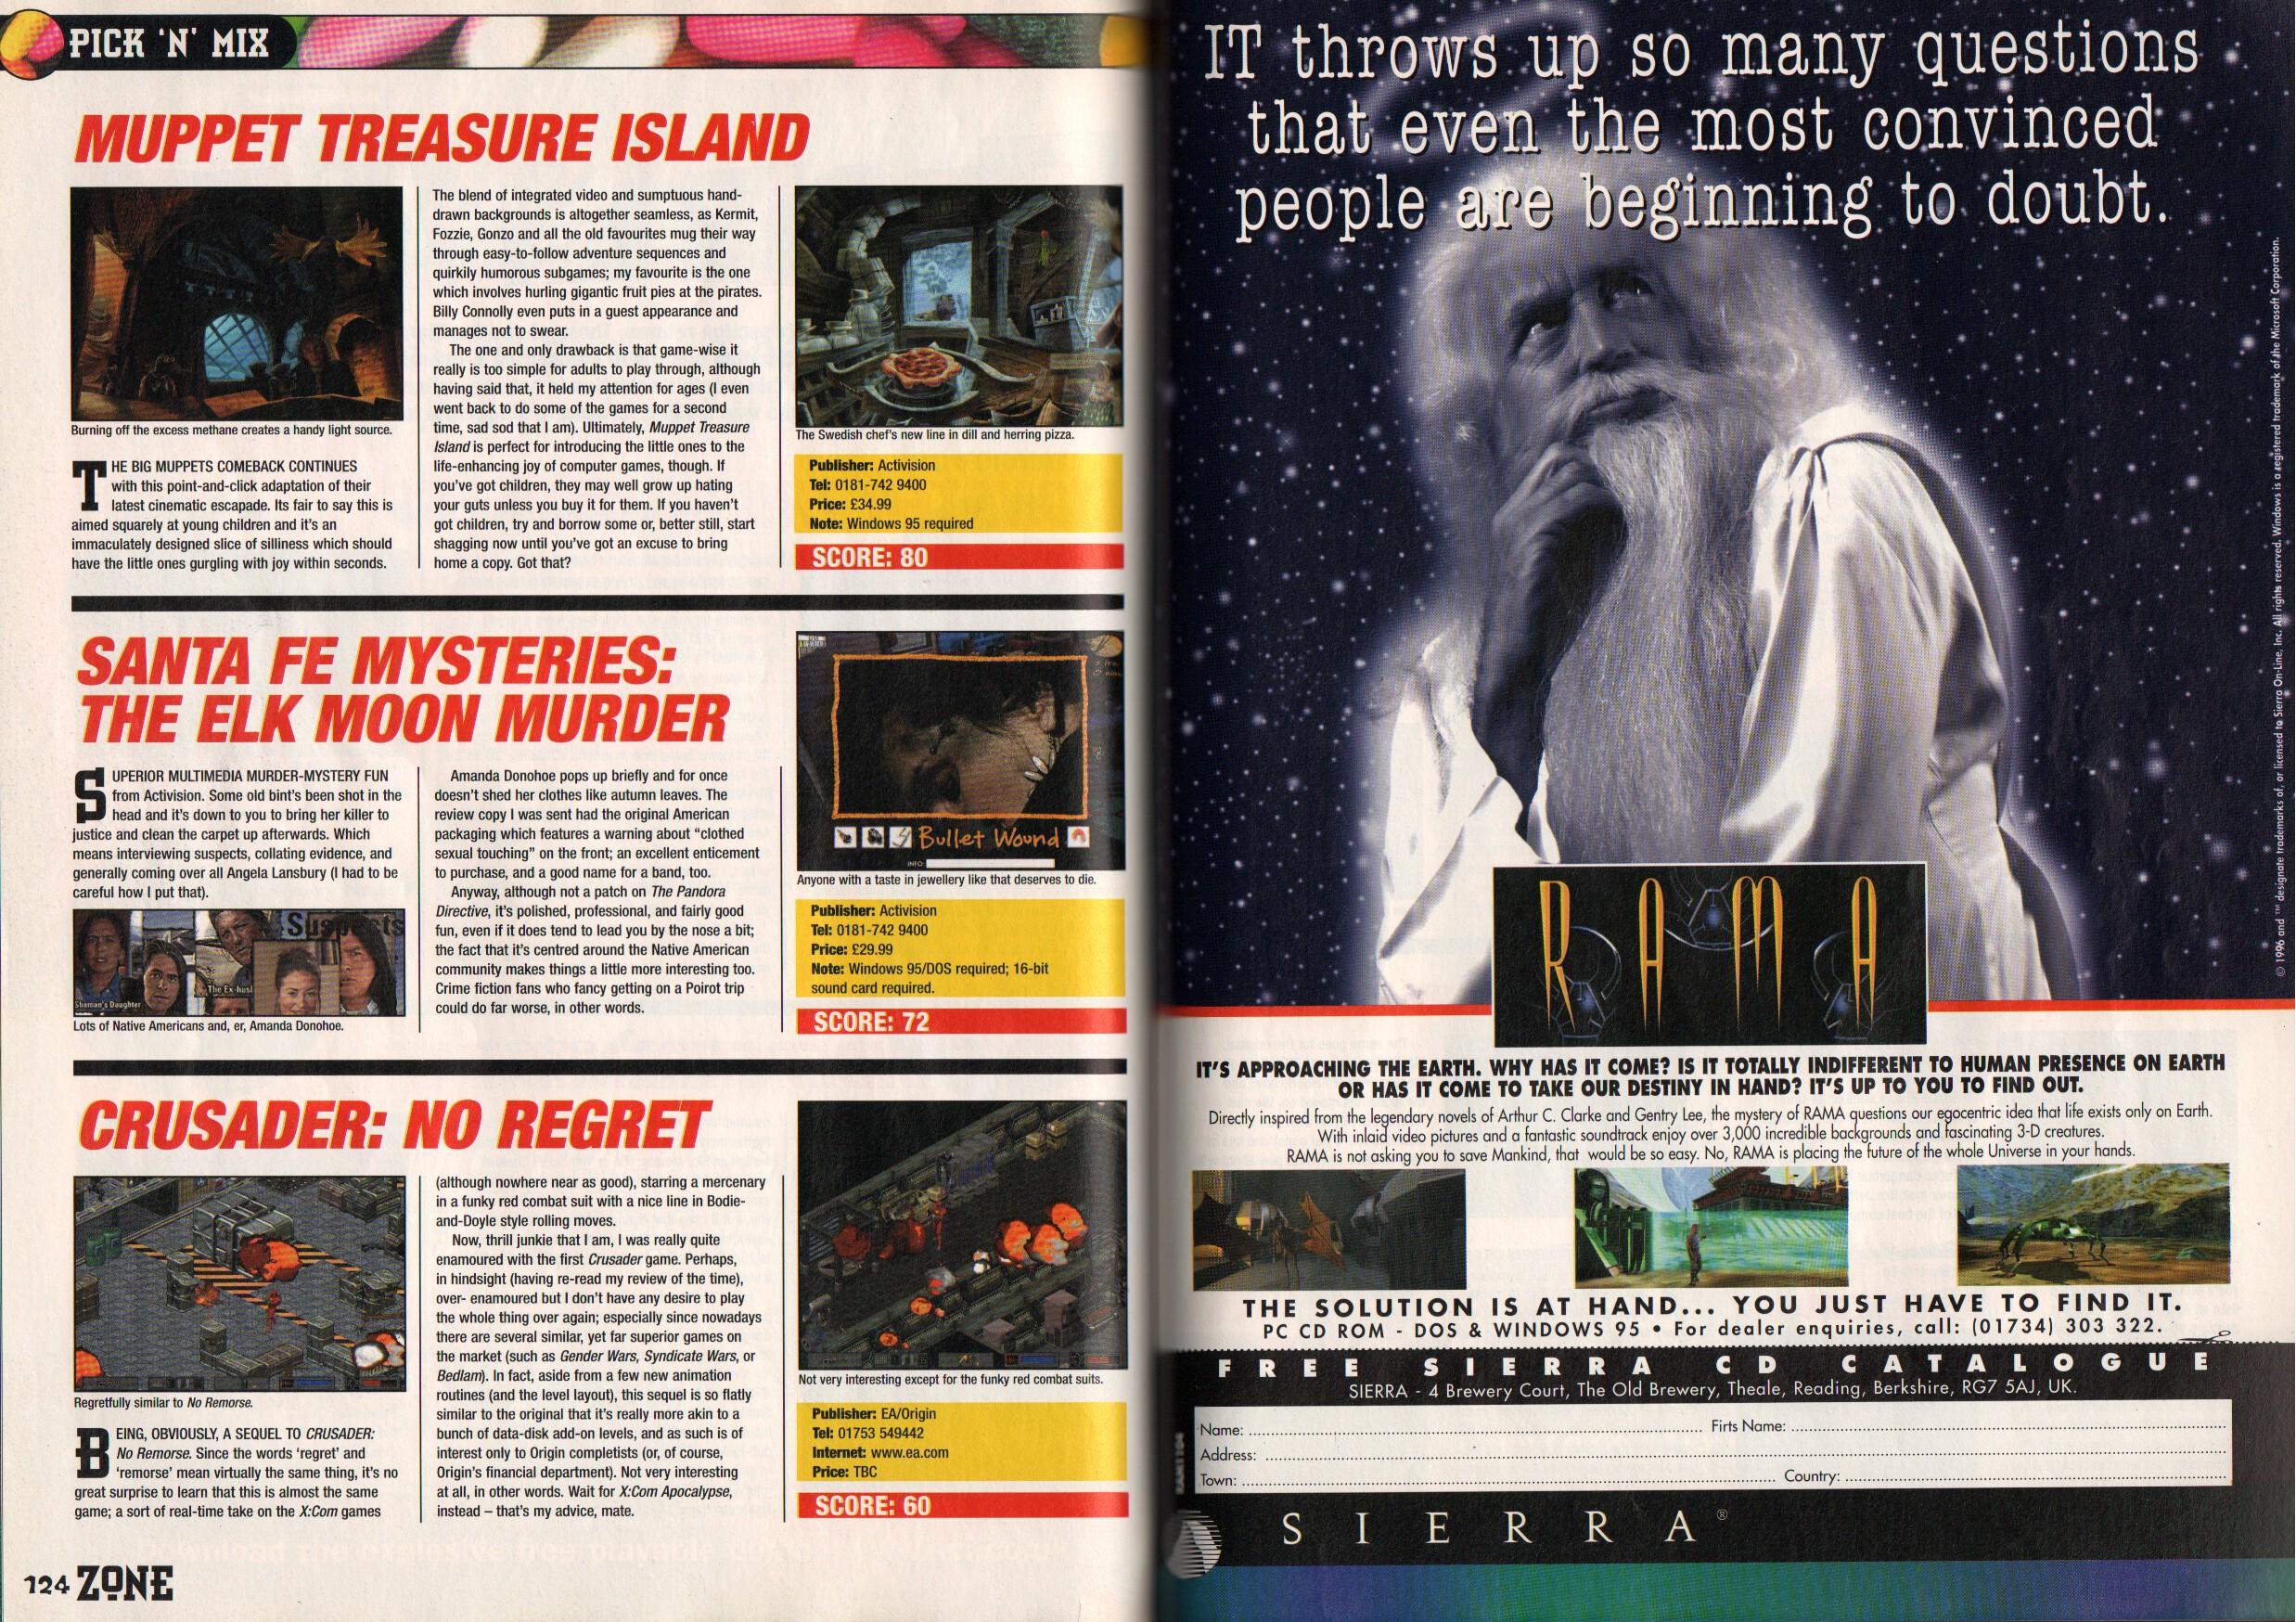 PICK 'N' MIX
MUPPET TREASURE ISLAND
Burning off the excess methane creates a handy light source.
THE BIG MUPPETS COMEBACK CONTINUES
with this point-and-click adaptation of their
latest cinematic escapade. Its fair to say this is
aimed squarely at young children and it's an
immaculately designed slice of silliness which should
have the little ones gurgling with joy within seconds.
The blend of integrated video and sumptuous hand-
drawn backgrounds is altogether seamless, as Kermit,
Fozzie, Gonzo and all the old favourites mug their way
through easy-to-follow adventure sequences and
quirkily humorous subgames; my favourite is the one
which involves hurling gigantic fruit pies at the pirates.
Billy Connolly even puts in a guest appearance and
manages not to swear.
The one and only drawback is that game-wise it
really is too simple for adults to play through, although
having said that, it held my attention for ages (I even
went back to do some of the games for a second
time, sad sod that I am). Ultimately, Muppet Treasure
Island is perfect for introducing the little ones to the
life-enhancing joy of computer games, though. If
you've got children, they may well grow up hating
your guts unless you buy it for them. If you haven't
got children, try and borrow some or, better still, start
shagging now until you've got an excuse to bring
home a copy. Got that?
The Swedish chef's new line in dill and herring pizza.
Publisher: Activision
Tel: 0181-742 9400
Price: £34.99
Note: Windows 95 required
SCORE: 80
SANTA FE MYSTERIES:
THE ELK MOON MURDER
SUPERIOR MULTIMEDIA MURDER-MYSTERY FUN
from Activision. Some old bint's been shot in the
head and it's down to you to bring her killer to
justice and clean the carpet up afterwards. Which
means interviewing suspects, collating evidence, and
generally coming over all Angela Lansbury (I had to be
careful how I put that).
Suspects
The Ex-husl
Shaman's Daughter
Lots of Native Americans and, er, Amanda Donohoe.
Amanda Donohoe pops up briefly and for once
doesn't shed her clothes like autumn leaves. The
review copy I was sent had the original American
packaging which features a warning about "clothed
sexual touching" on the front; an excellent enticement
to purchase, and a good name for a band, too.
Anyway, although not a patch on The Pandora
Directive, it's polished, professional, and fairly good
fun, even if it does tend to lead you by the nose a bit;
the fact that it's centred around the Native American
community makes things a little more interesting too.
Crime fiction fans who fancy getting on a Poirot trip
could do far worse, in other words.
Bullet Wound
INFO:
Anyone with a taste in jewellery like that deserves to die.
Publisher: Activision
Tel: 0181-742 9400
Price: £29.99
Note: Windows 95/DOS required; 16-bit
sound card required.
SCORE: 72
CRUSADER: NO REGRET
Regretfully similar to No Remorse.
BEING, OBVIOUSLY, A SEQUEL TO CRUSADER:
No Remorse. Since the words 'regret' and
'remorse' mean virtually the same thing, it's no
great surprise to learn that this is almost the same
game; a sort of real-time take on the X:Com games
(although nowhere near as good), starring a mercenary
in a funky red combat suit with a nice line in Bodie-
and-Doyle style rolling moves.
Now, thrill junkie that I am, I was really quite
enamoured with the first Crusader game. Perhaps,
in hindsight (having re-read my review of the time),
over- enamoured but I don't have any desire to play
the whole thing over again; especially since nowadays
there are several similar, yet far superior games on
the market (such as Gender Wars, Syndicate Wars, or
Bedlam). In fact, aside from a few new animation
routines (and the level layout), this sequel is so flatly
similar to the original that it's really more akin to a
bunch of data-disk add-on levels, and as such is of
interest only to Origin completists (or, of course,
Origin's financial department). Not very interesting
at all, in other words. Wait for X:Com Apocalypse,
instead – that's my advice, mate.
Not very interesting except for the funky red combat suits.
Publisher: EA/Origin
Tel: 01753 549442
Internet: www.ea.com
Price: TBC
SCORE: 60
124 ZONE
IT throws up so many questions
that even the most convinced
people are beginning to doubt.
© 1996 and ™ designate trademarks of, or licensed to Sierra On-Line, Inc. All rights reserved. Windows is a registered trademark of the Microsoft Corporation.
RAMA
IT'S APPROACHING THE EARTH. WHY HAS IT COME? IS IT TOTALLY INDIFFERENT TO HUMAN PRESENCE ON EARTH
OR HAS IT COME TO TAKE OUR DESTINY IN HAND? IT'S UP TO YOU TO FIND OUT.
Directly inspired from the legendary novels of Arthur C. Clarke and Gentry Lee, the mystery of RAMA questions our egocentric idea that life exists only on Earth.
With inlaid video pictures and a fantastic soundtrack enjoy over 3,000 incredible backgrounds and fascinating 3-D creatures.
RAMA is not asking you to save Mankind, that would be so easy. No, RAMA is placing the future of the whole Universe in your hands.
THE SOLUTION IS AT HAND... YOU JUST HAVE TO FIND IT.
PC CD ROM - DOS & WINDOWS 95 • For dealer enquiries, call: (01734) 303 322.
FREE SIERRA CD CATALOGUE
SIERRA - 4 Brewery Court, The Old Brewery, Theale, Reading, Berkshire, RG7 5AJ, UK.
Name: Firts Name:
Address:
Town: Country:
SIERRA®